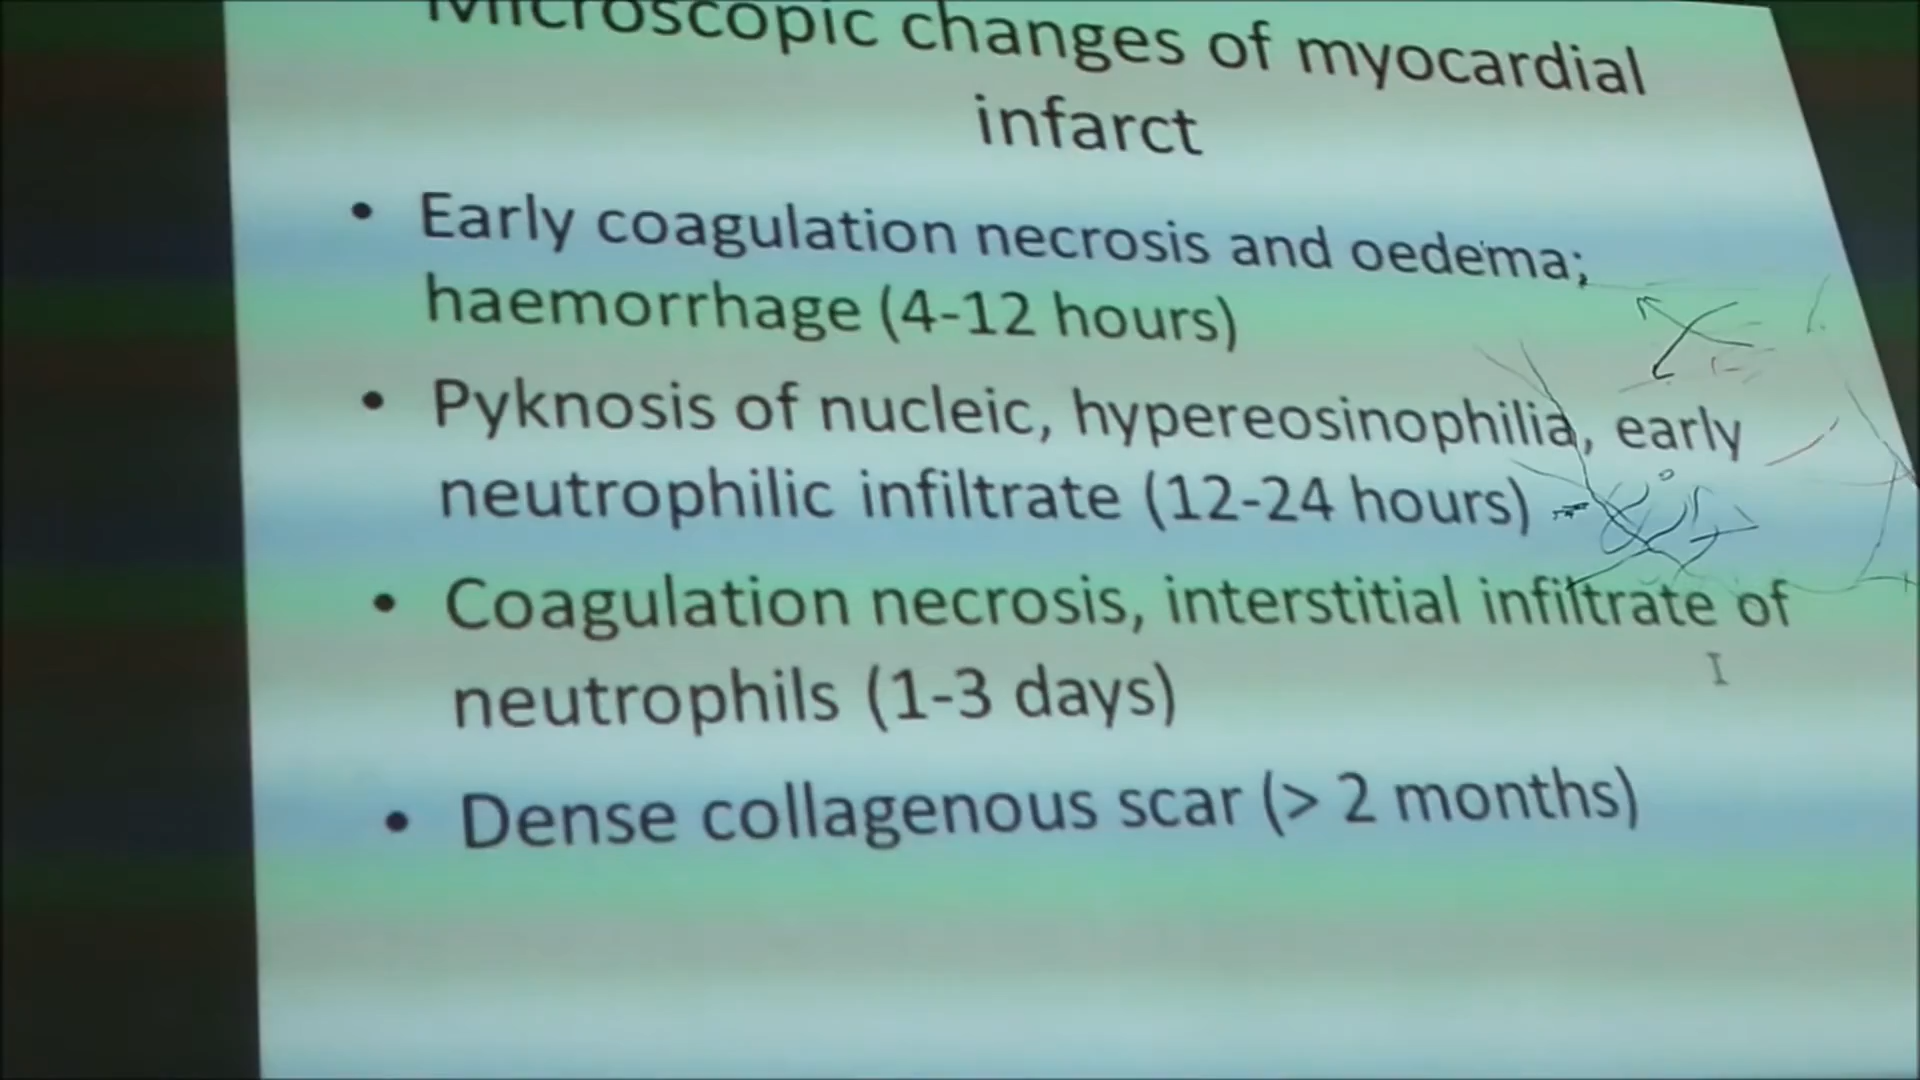 Microscopic changes of myocardial
infarct
• Early coagulation necrosis and oedema;
haemorrhage (4-12 hours)
• Pyknosis of nucleic, hypereosinophilia, early
neutrophilic infiltrate (12-24 hours)
• Coagulation necrosis, interstitial infiltrate of
neutrophils (1-3 days)
• Dense collagenous scar (> 2 months)